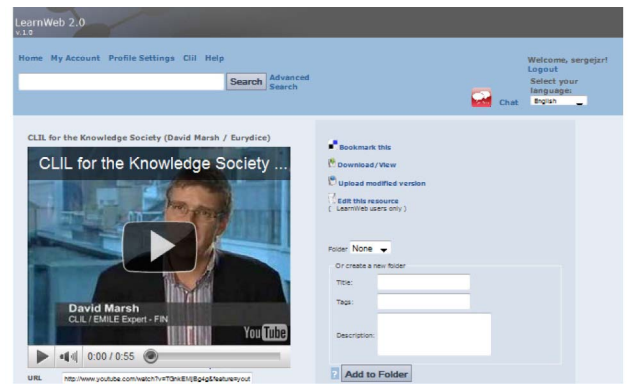 LearnWeb 2.0
v.1.0
Home My Account Profile Settings Clil Help
Welcome, sergejzr!
Logout
Search
Advanced Search
Select your language:
English
Chat
CLIL for the Knowledge Society (David Marsh / Eurydice)
CLIL for the Knowledge Society ...
David Marsh
CLIL / EMILE Expert - FIN
YouTube
0:00 / 0:55
URL
Bookmark this
Download/View
Upload modified version
Edit this resource
( LearnWeb users only )
Folder None
Or create a new folder
Title:
Tags:
Description:
? Add to Folder